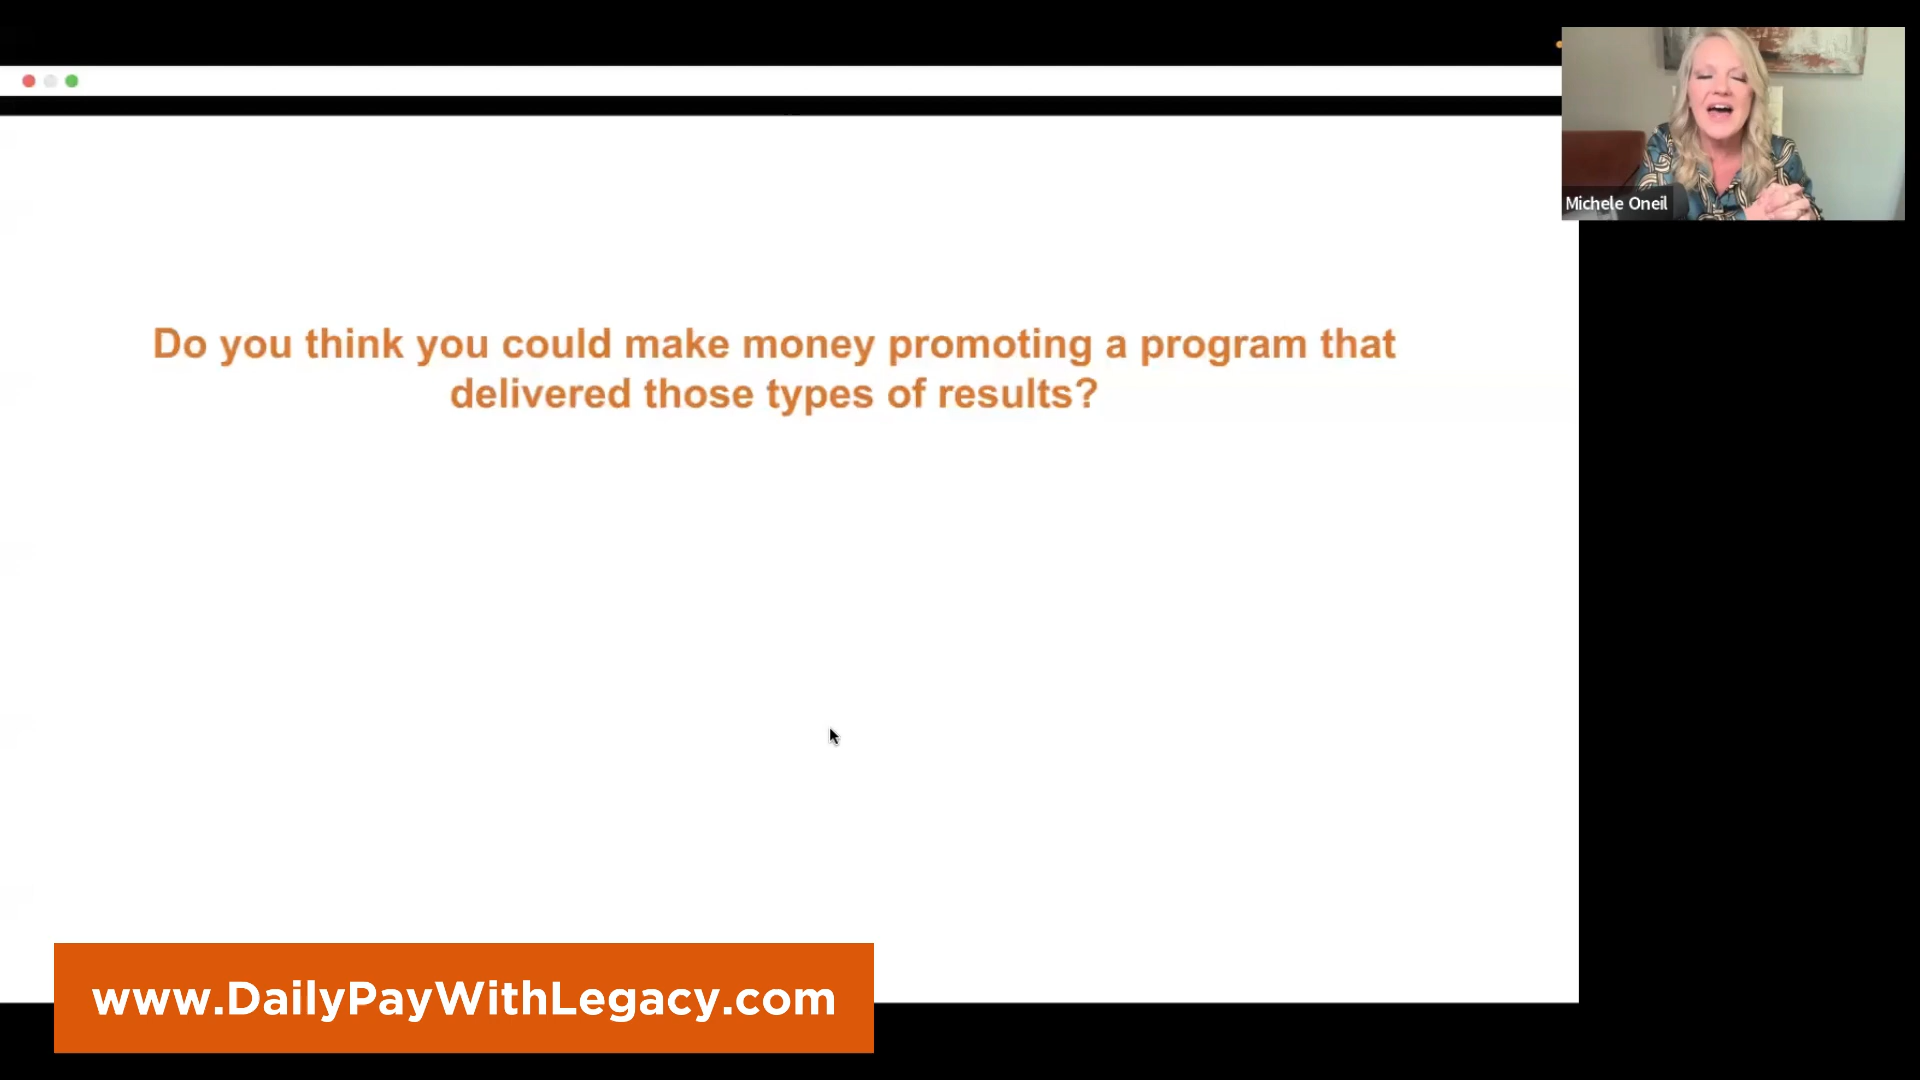 Michele Oneil
Do you think you could make money promoting a program that
delivered those types of results?
www.DailyPayWithLegacy.com